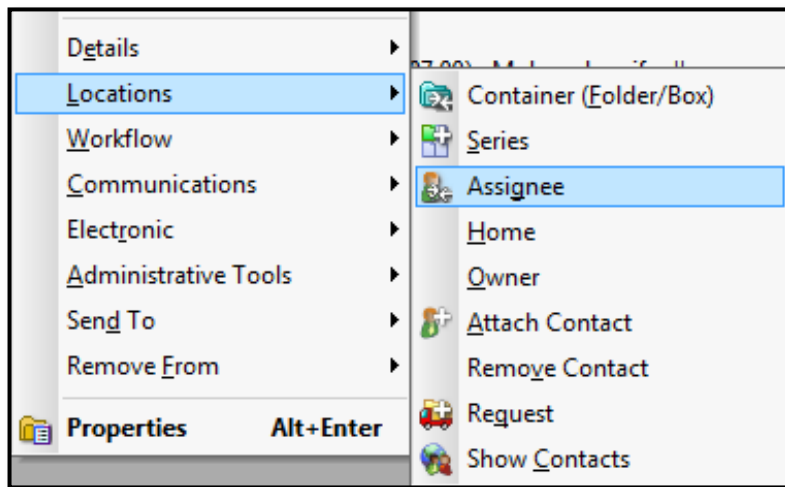 Details
Locations
Workflow
Communications
Electronic
Administrative Tools
Send To
Remove From
Properties Alt+Enter
Container (Folder/Box)
Series
Assignee
Home
Owner
Attach Contact
Remove Contact
Request
Show Contacts